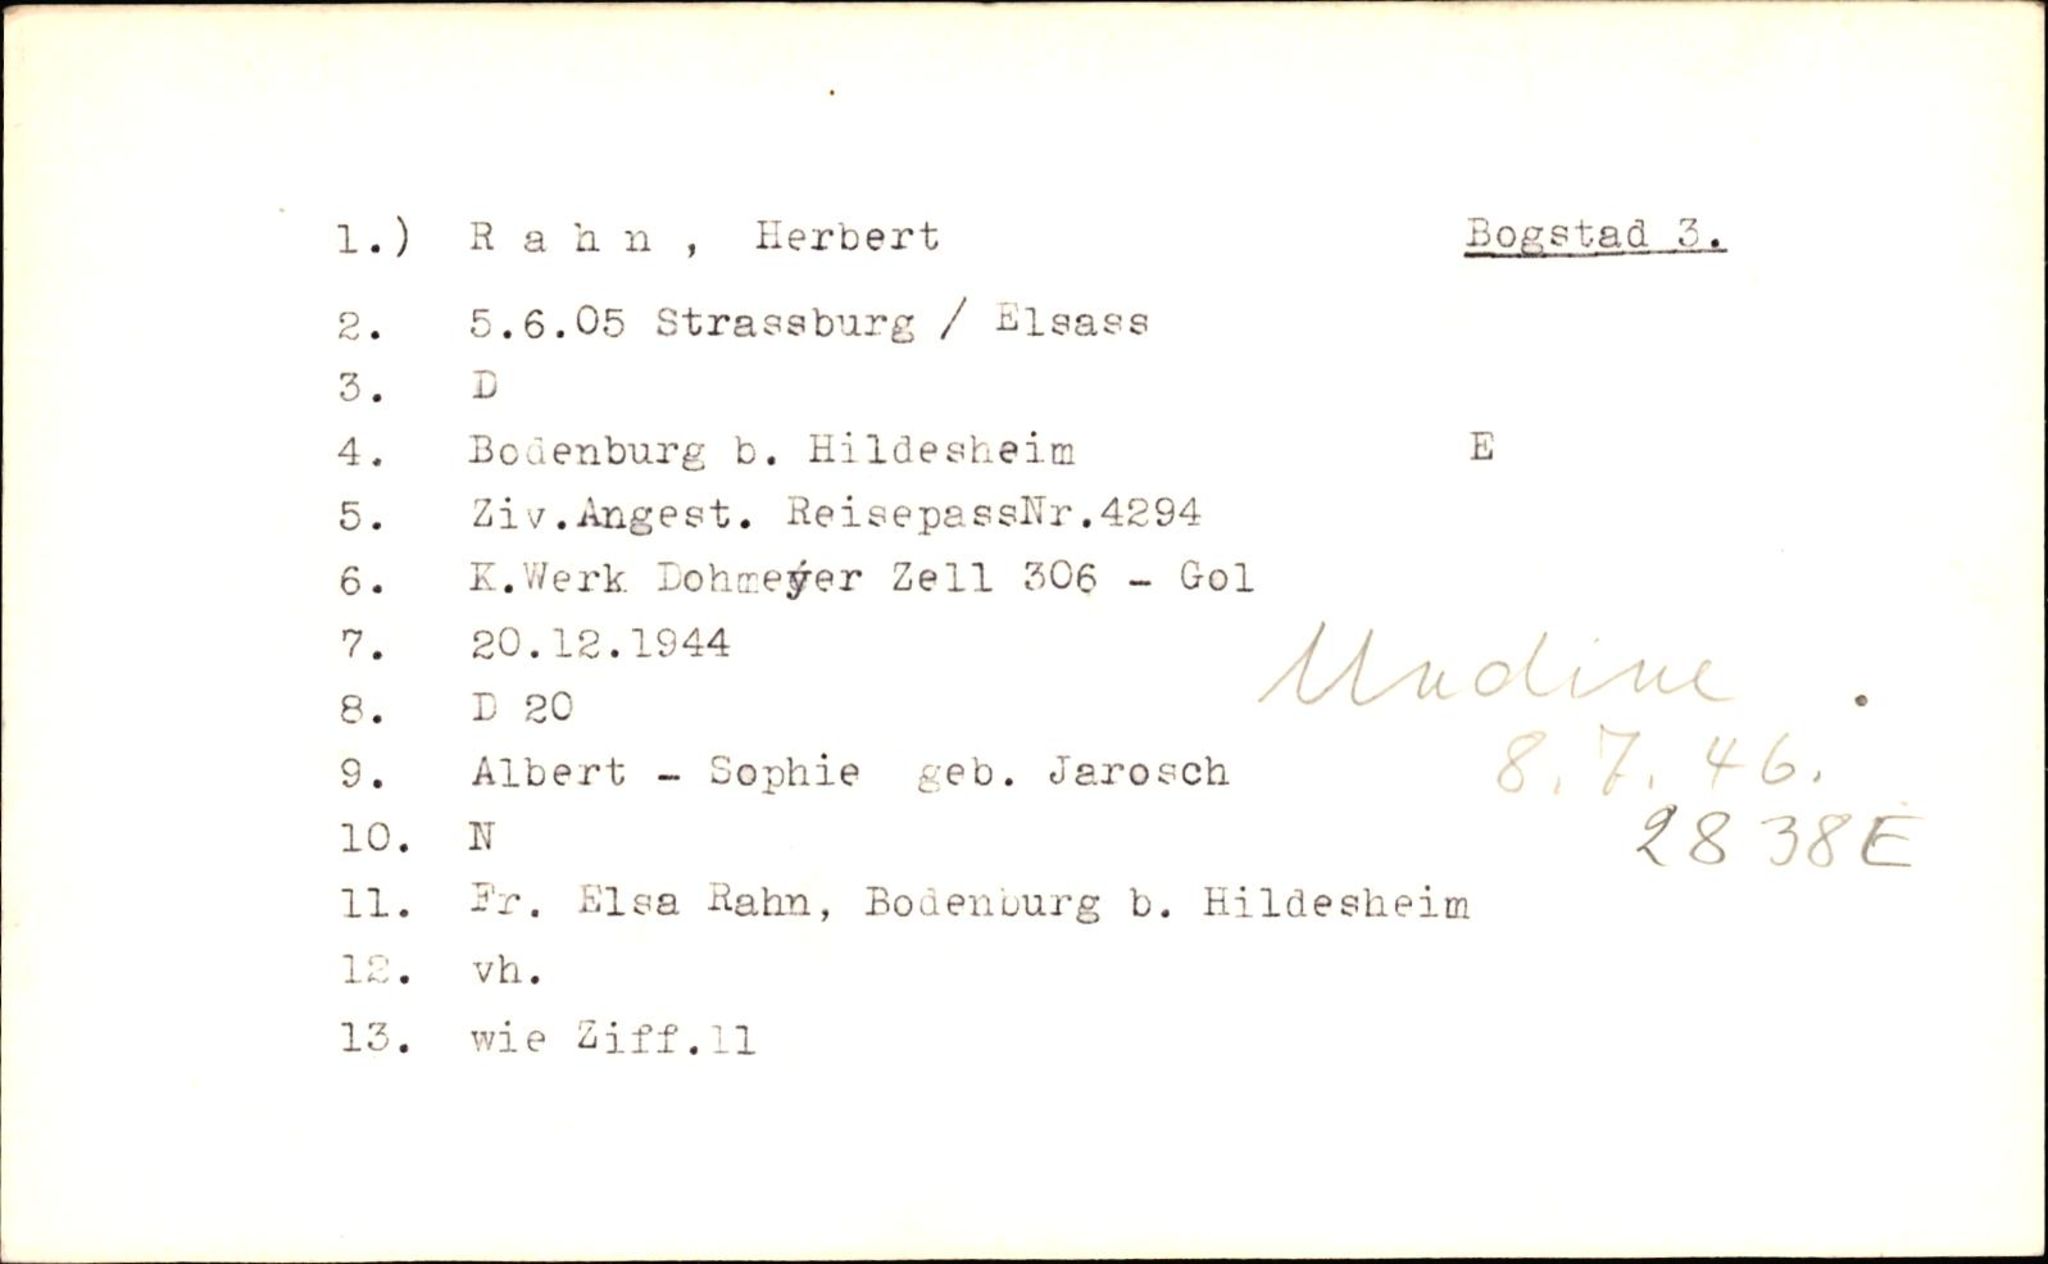 1.) R a h n , Herbert Bogstad 3.
2. 5.6.05 Strassburg / Elsass
3. D
4. Bodenburg b. Hildesheim E
5. Ziv.Angest. ReisepassNr.4294
6. K.Werk Dohmeyer Zell 306 - Gol
7. 20.12.1944
Undine .
8. D 20
8.7.46.
9. Albert - Sophie geb. Jarosch
10. N
2838E
11. Fr. Elsa Rahn, Bodenburg b. Hildesheim
12. vh.
13. wie Ziff.11